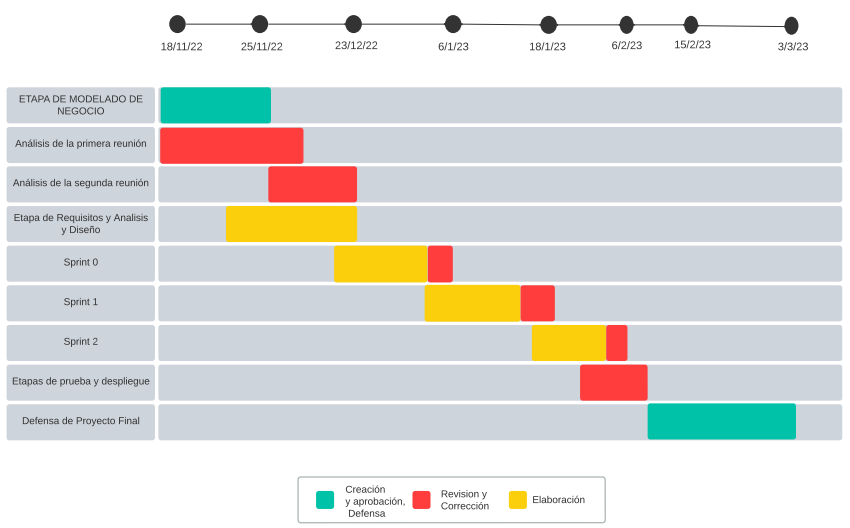 18/11/22 25/11/22 23/12/22 6/1/23 18/1/23 6/2/23 15/2/23 3/3/23
ETAPA DE MODELADO DE
NEGOCIO
Análisis de la primera reunión
Análisis de la segunda reunión
Etapa de Requisitos y Analisis
y Diseño
Sprint 0
Sprint 1
Sprint 2
Etapas de prueba y despliegue
Defensa de Proyecto Final
Creación
y aprobación,
Defensa
Revision y
Corrección
Elaboración